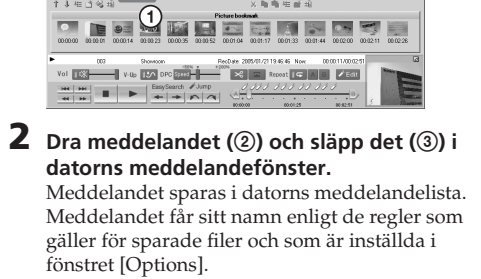 ①
Picture bookmark
00:00:00 00:00:01 00:00:14 00:00:23 00:00:35 00:00:52 00:01:04 00:01:17 00:01:33 00:01:44 00:02:00 00:02:11 00:02:26
003 Showroom RecDate 2005/01/21 19:46:46 Now: 00:00:11/00:02:51
Vol V-Up DPC Speed Repeat Edit
EasySearch Jump
00:00:00 00:01:25 00:02:51
2 Dra meddelandet (②) och släpp det (③) i
datorns meddelandefönster.
Meddelandet sparas i datorns meddelandelista.
Meddelandet får sitt namn enligt de regler som
gäller för sparade filer och som är inställda i
fönstret [Options].